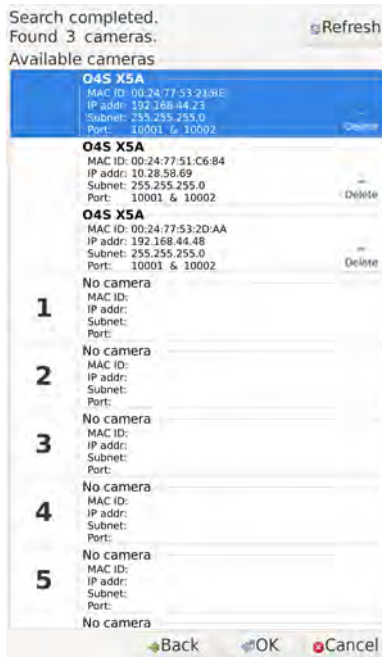 Search completed.
Found 3 cameras.
Refresh
Available cameras
O4S X5A
MAC ID: 00:24:77:53:21:BE
IP addr: 192.168.44.23
Subnet: 255.255.255.0
Port: 10001 & 10002
Delete
O4S X5A
MAC ID: 00:24:77:51:C6:84
IP addr: 10.28.58.69
Subnet: 255.255.255.0
Port: 10001 & 10002
Delete
O4S X5A
MAC ID: 00:24:77:53:2D:AA
IP addr: 192.168.44.48
Subnet: 255.255.255.0
Port: 10001 & 10002
Delete
No camera
1
MAC ID:
IP addr:
Subnet:
Port:
No camera
2
MAC ID:
IP addr:
Subnet:
Port:
No camera
3
MAC ID:
IP addr:
Subnet:
Port:
No camera
4
MAC ID:
IP addr:
Subnet:
Port:
No camera
5
MAC ID:
IP addr:
Subnet:
Port:
No camera
Back OK Cancel